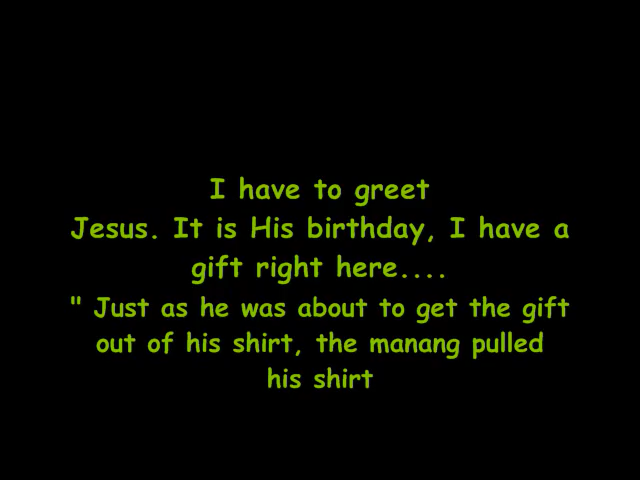 I have to greet
Jesus. It is His birthday, I have a
gift right here....
" Just as he was about to get the gift
out of his shirt, the manang pulled
his shirt